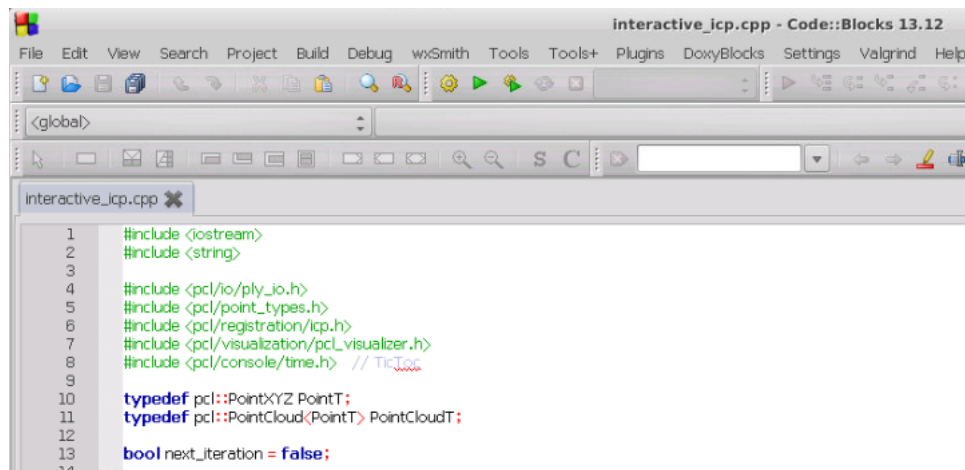 interactive_icp.cpp - Code::Blocks 13.12
File Edit View Search Project Build Debug wxSmith Tools Tools+ Plugins DoxyBlocks Settings Valgrind Help
<global>
S C
interactive_icp.cpp
1 #include <iostream>
2 #include <string>
3
4 #include <pcl/io/ply_io.h>
5 #include <pcl/point_types.h>
6 #include <pcl/registration/icp.h>
7 #include <pcl/visualization/pcl_visualizer.h>
8 #include <pcl/console/time.h> // TicToc
9
10 typedef pcl::PointXYZ PointT;
11 typedef pcl::PointCloud<PointT> PointCloudT;
12
13 bool next_iteration = false;
14